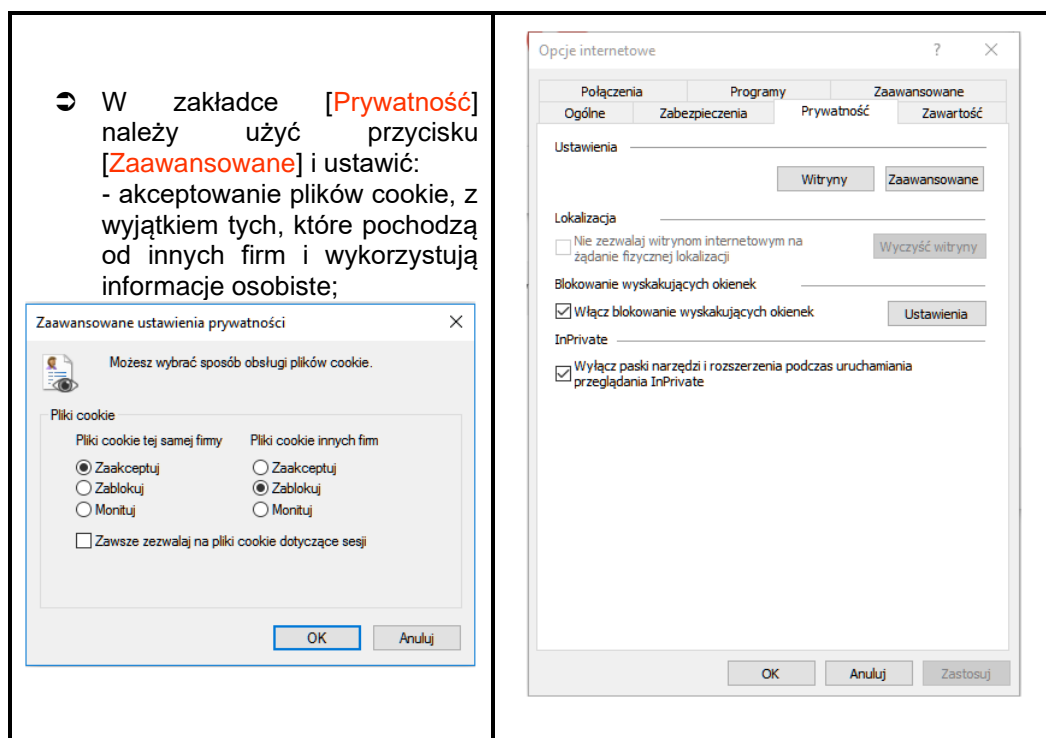 ➲ W zakładce [Prywatność]
należy użyć przycisku
[Zaawansowane] i ustawić:
- akceptowanie plików cookie, z
wyjątkiem tych, które pochodzą
od innych firm i wykorzystują
informacje osobiste;
Zaawansowane ustawienia prywatności
Możesz wybrać sposób obsługi plików cookie.
Pliki cookie
Pliki cookie tej samej firmy Pliki cookie innych firm
Zaakceptuj Zaakceptuj
Zablokuj Zablokuj
Monituj Monituj
Zawsze zezwalaj na pliki cookie dotyczące sesji
OK Anuluj
Opcje internetowe ?
Połączenia Programy Zaawansowane
Ogólne Zabezpieczenia Prywatność Zawartość
Ustawienia
Witryny Zaawansowane
Lokalizacja
Nie zezwalaj witrynom internetowym na
żądanie fizycznej lokalizacji
Wyczyść witryny
Blokowanie wyskakujących okienek
Włącz blokowanie wyskakujących okienek Ustawienia
InPrivate
Wyłącz paski narzędzi i rozszerzenia podczas uruchamiania
przeglądania InPrivate
OK Anuluj Zastosuj